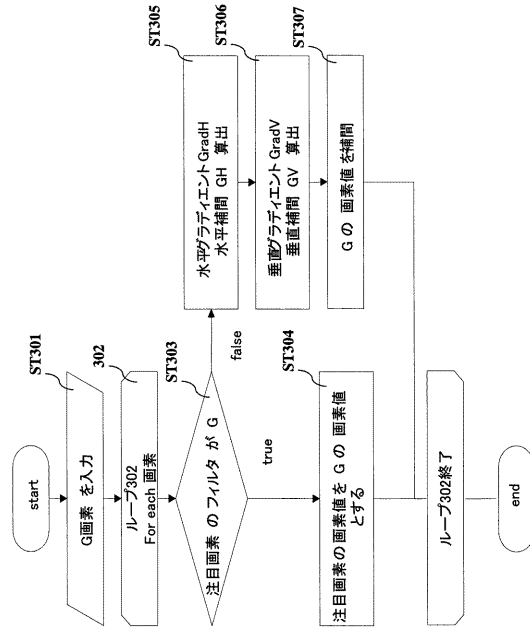 start
ST301
G画素 を入力
302
ループ302
For each 画素
ST303
注目画素 のフィルタ が G
false
true
ST304
注目画素の画素値を G の 画素値
とする
ST305
水平グラディエントGradH
水平補間 GH 算出
ST306
垂直グラディエントGradV
垂直補間 GV 算出
ST307
G の 画素値 を補間
ループ302終了
end